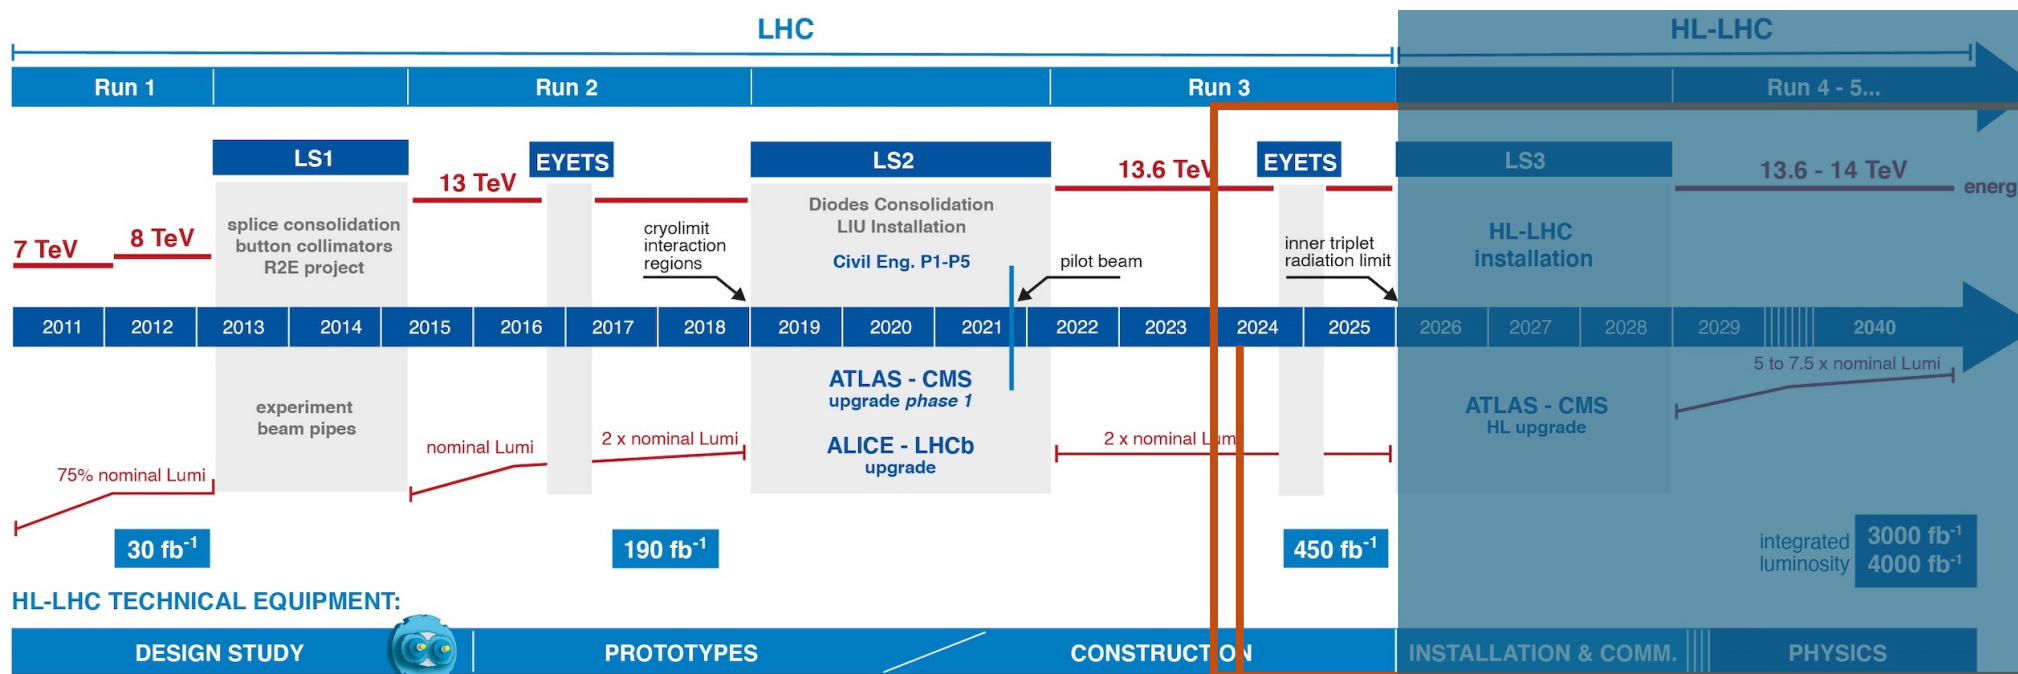 LHC
HL-LHC
Run 1
Run 2
Run 3
Run 4 - 5...
LS1
EYETS
LS2
EYETS
LS3
13 TeV
13.6 TeV
13.6 - 14 TeV
energ
7 TeV
8 TeV
splice consolidation
button collimators
R2E project
cryolimit
interaction
regions
Diodes Consolidation
LIU Installation
Civil Eng. P1-P5
pilot beam
inner triplet
radiation limit
HL-LHC
installation
2011
2012
2013
2014
2015
2016
2017
2018
2019
2020
2021
2022
2023
2024
2025
2026
2027
2028
2029
2040
experiment
beam pipes
ATLAS - CMS
upgrade phase 1
ALICE - LHCb
upgrade
ATLAS - CMS
HL upgrade
5 to 7.5 x nominal Lumi
75% nominal Lumi
nominal Lumi
2 x nominal Lumi
2 x nominal Lumi
30 fb⁻¹
190 fb⁻¹
450 fb⁻¹
integrated
luminosity
3000 fb⁻¹
4000 fb⁻¹
HL-LHC TECHNICAL EQUIPMENT:
DESIGN STUDY
PROTOTYPES
CONSTRUCTION
INSTALLATION & COMM.
PHYSICS